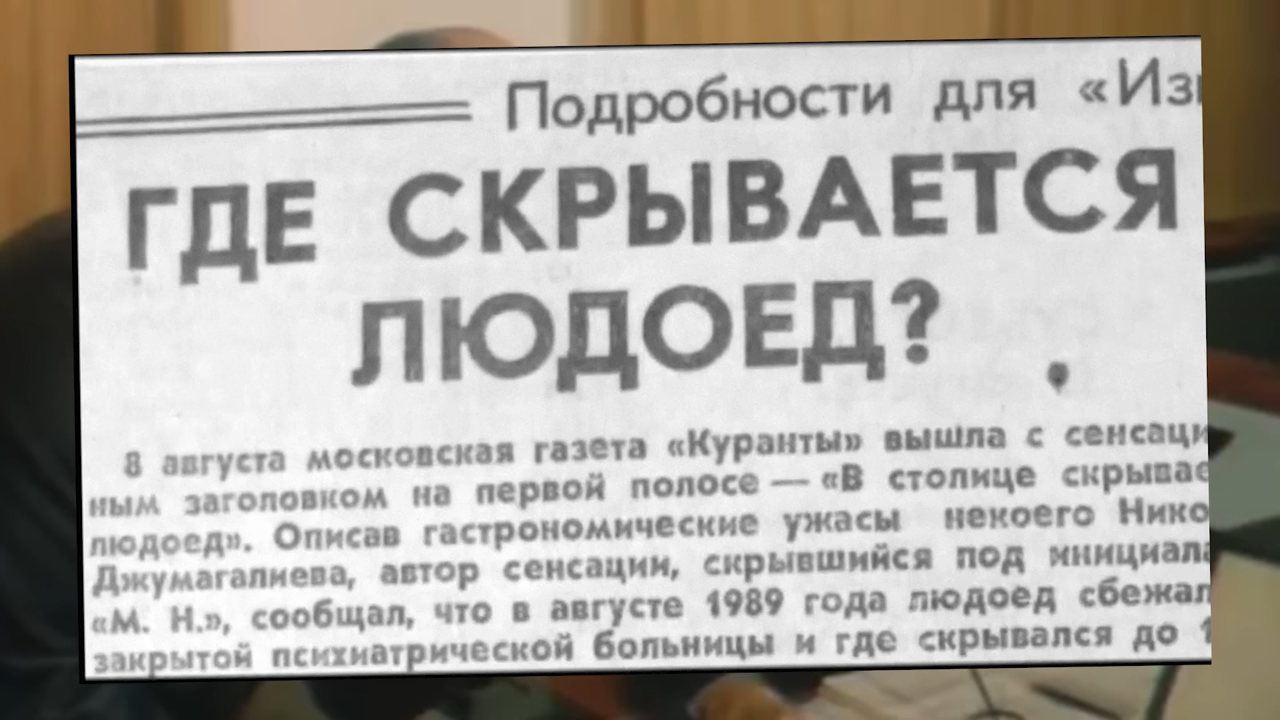 Подробности для «Из
ГДЕ СКРЫВАЕТСЯ
ЛЮДОЕД?
8 августа московская газета «Куранты» вышла с сенсаци
ным заголовком на первой полосе — «В столице скрывае
людоед». Описав гастрономические ужасы некоего Нико
Джумагалиева, автор сенсации, скрывшийся под инициала
«М. Н.», сообщал, что в августе 1989 года людоед сбежал
закрытой психиатрической больницы и где скрывался до 1